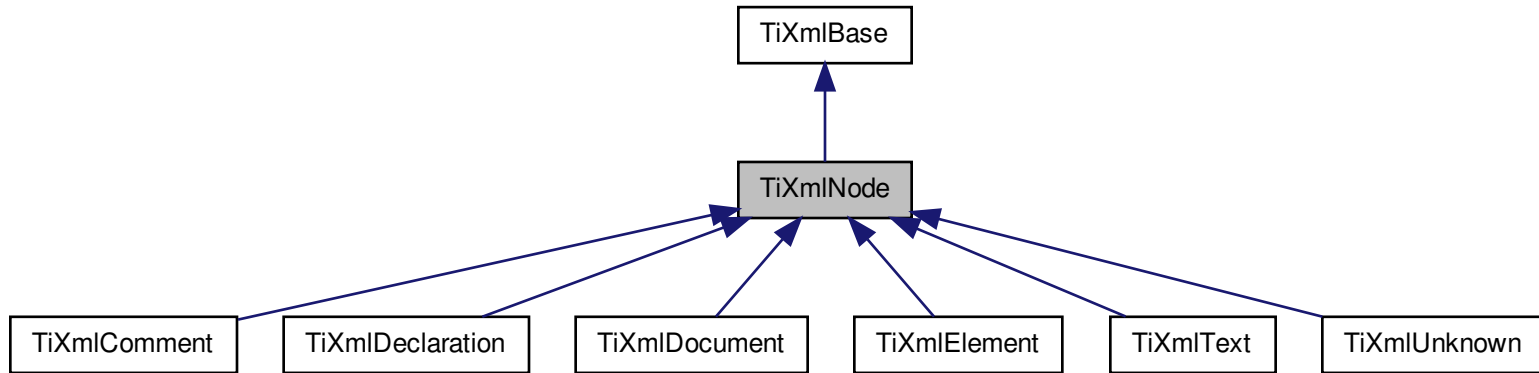 TiXmlBase
TiXmlNode
TiXmlComment
TiXmlDeclaration
TiXmlDocument
TiXmlElement
TiXmlText
TiXmlUnknown